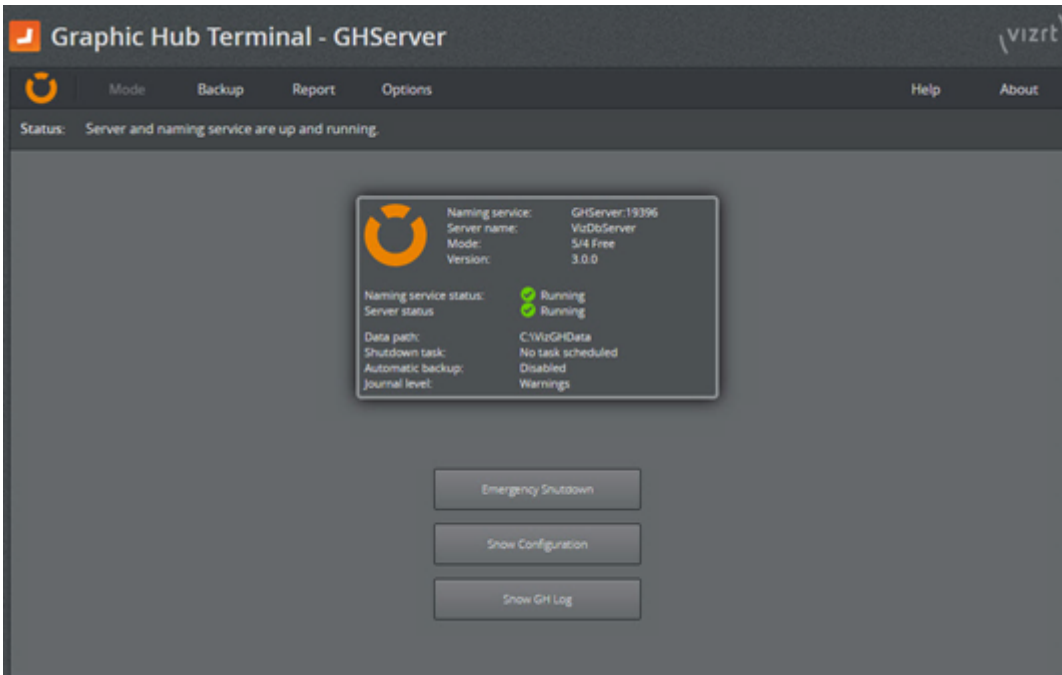 Graphic Hub Terminal - GHServer
vizrt
Mode Backup Report Options Help About
Status: Server and naming service are up and running.
Naming service: GHServer:19396
Server name: VizDbServer
Mode: 5/4 Free
Version: 3.0.0
Naming service status: Running
Server status Running
Data path: C:\VizGHData
Shutdown task: No task scheduled
Automatic backup: Disabled
Journal level: Warnings
Emergency Shutdown
Show Configuration
Show GH Log